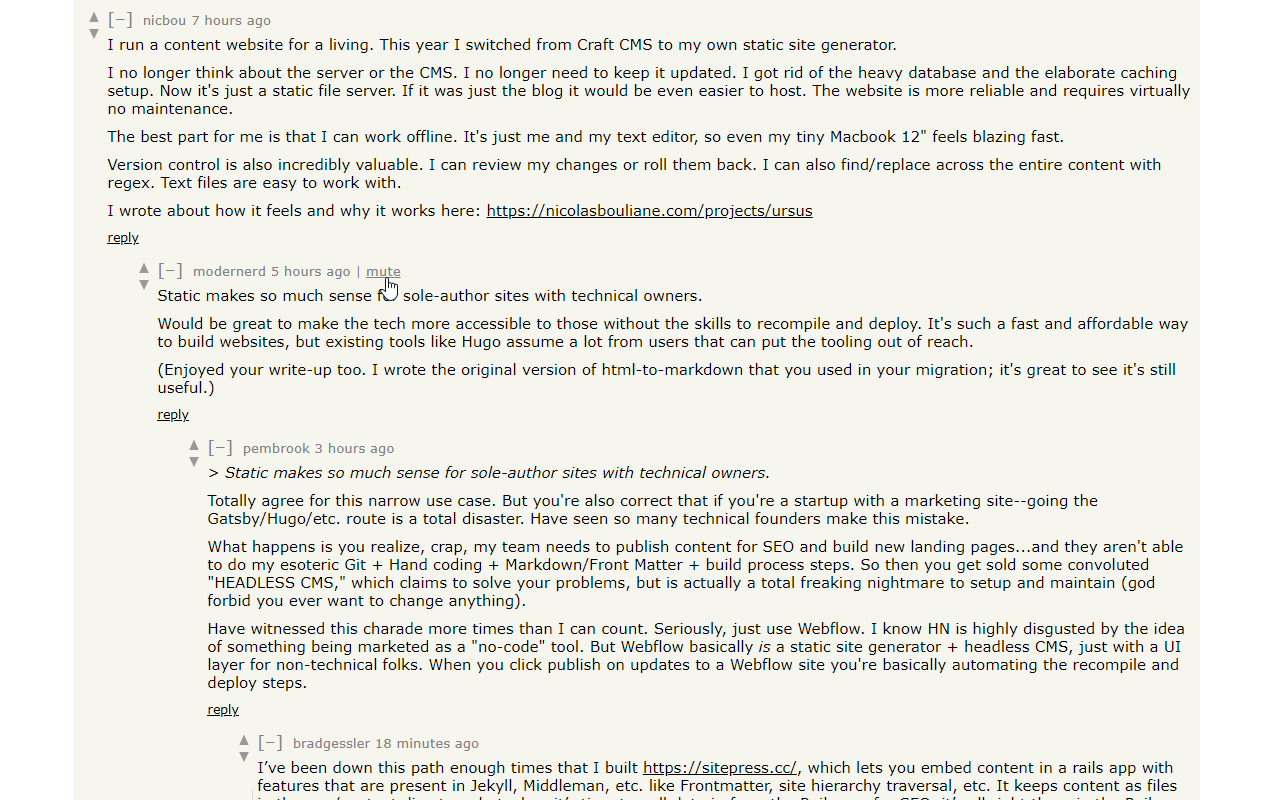 [−] nicbou 7 hours ago
I run a content website for a living. This year I switched from Craft CMS to my own static site generator.
I no longer think about the server or the CMS. I no longer need to keep it updated. I got rid of the heavy database and the elaborate caching
setup. Now it's just a static file server. If it was just the blog it would be even easier to host. The website is more reliable and requires virtually
no maintenance.
The best part for me is that I can work offline. It's just me and my text editor, so even my tiny Macbook 12" feels blazing fast.
Version control is also incredibly valuable. I can review my changes or roll them back. I can also find/replace across the entire content with
regex. Text files are easy to work with.
I wrote about how it feels and why it works here: https://nicolasbouliane.com/projects/ursus
reply
[−] modernerd 5 hours ago | mute
Static makes so much sense sole-author sites with technical owners.
Would be great to make the tech more accessible to those without the skills to recompile and deploy. It's such a fast and affordable way
to build websites, but existing tools like Hugo assume a lot from users that can put the tooling out of reach.
(Enjoyed your write-up too. I wrote the original version of html-to-markdown that you used in your migration; it's great to see it's still
useful.)
reply
[−] pembrook 3 hours ago
> Static makes so much sense for sole-author sites with technical owners.
Totally agree for this narrow use case. But you're also correct that if you're a startup with a marketing site--going the
Gatsby/Hugo/etc. route is a total disaster. Have seen so many technical founders make this mistake.
What happens is you realize, crap, my team needs to publish content for SEO and build new landing pages...and they aren't able
to do my esoteric Git + Hand coding + Markdown/Front Matter + build process steps. So then you get sold some convoluted
"HEADLESS CMS," which claims to solve your problems, but is actually a total freaking nightmare to setup and maintain (god
forbid you ever want to change anything).
Have witnessed this charade more times than I can count. Seriously, just use Webflow. I know HN is highly disgusted by the idea
of something being marketed as a "no-code" tool. But Webflow basically is a static site generator + headless CMS, just with a UI
layer for non-technical folks. When you click publish on updates to a Webflow site you're basically automating the recompile and
deploy steps.
reply
[−] bradgessler 18 minutes ago
I’ve been down this path enough times that I built https://sitepress.cc/, which lets you embed content in a rails app with
features that are present in Jekyll, Middleman, etc. like Frontmatter, site hierarchy traversal, etc. It keeps content as files